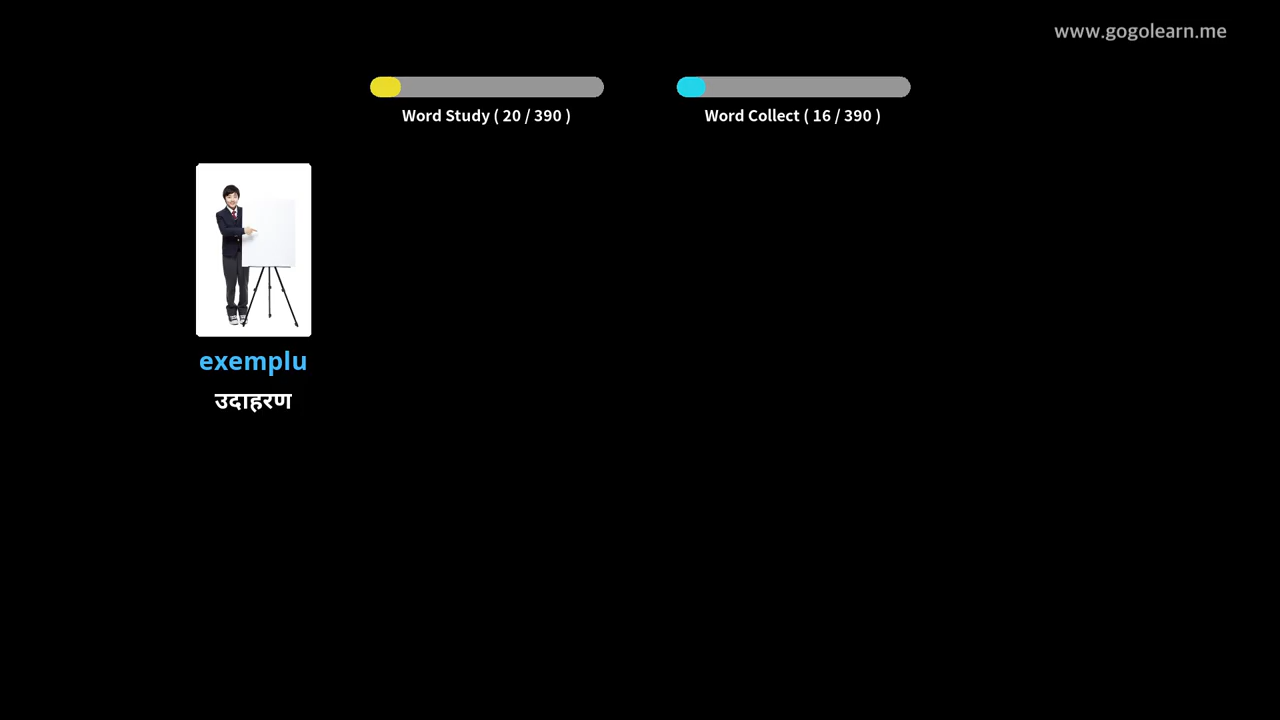 www.gogolearn.me
Word Study ( 20 / 390 )
Word Collect ( 16 / 390 )
exemplu
उदाहरण